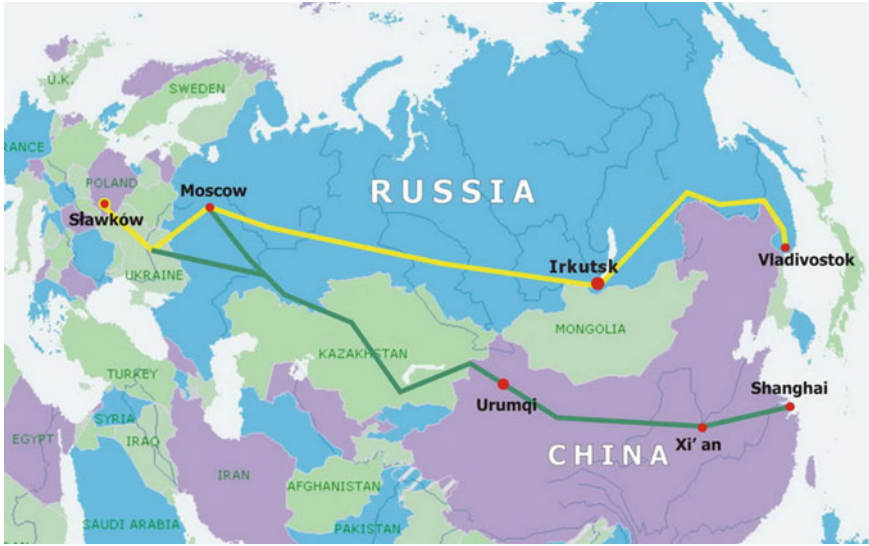 U.K.
SWEDEN
RANCE
POLAND
Moscow
RUSSIA
Sławków
UKRAINE
Irkutsk
Vladivostok
MONGOLIA
KAZAKHSTAN
TURKEY
Urumqi
Shanghai
SYRIA
EGYPT
IRAQ
Xi' an
CHINA
IRAN
AFGHANISTAN
SAUDI ARABIA
PAKISTAN